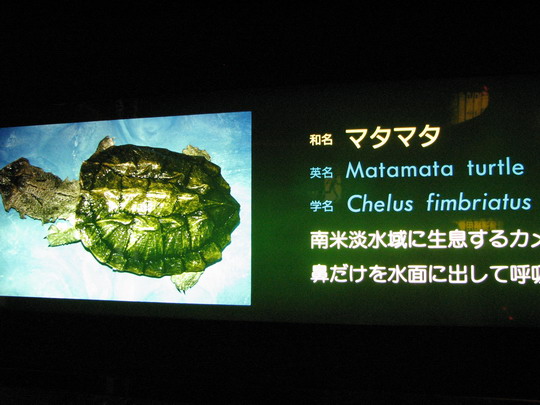 和名 マタマタ
英名 Matamata turtle
学名 Chelus fimbriatus
南米淡水域に生息するカメ
鼻だけを水面に出して呼吸